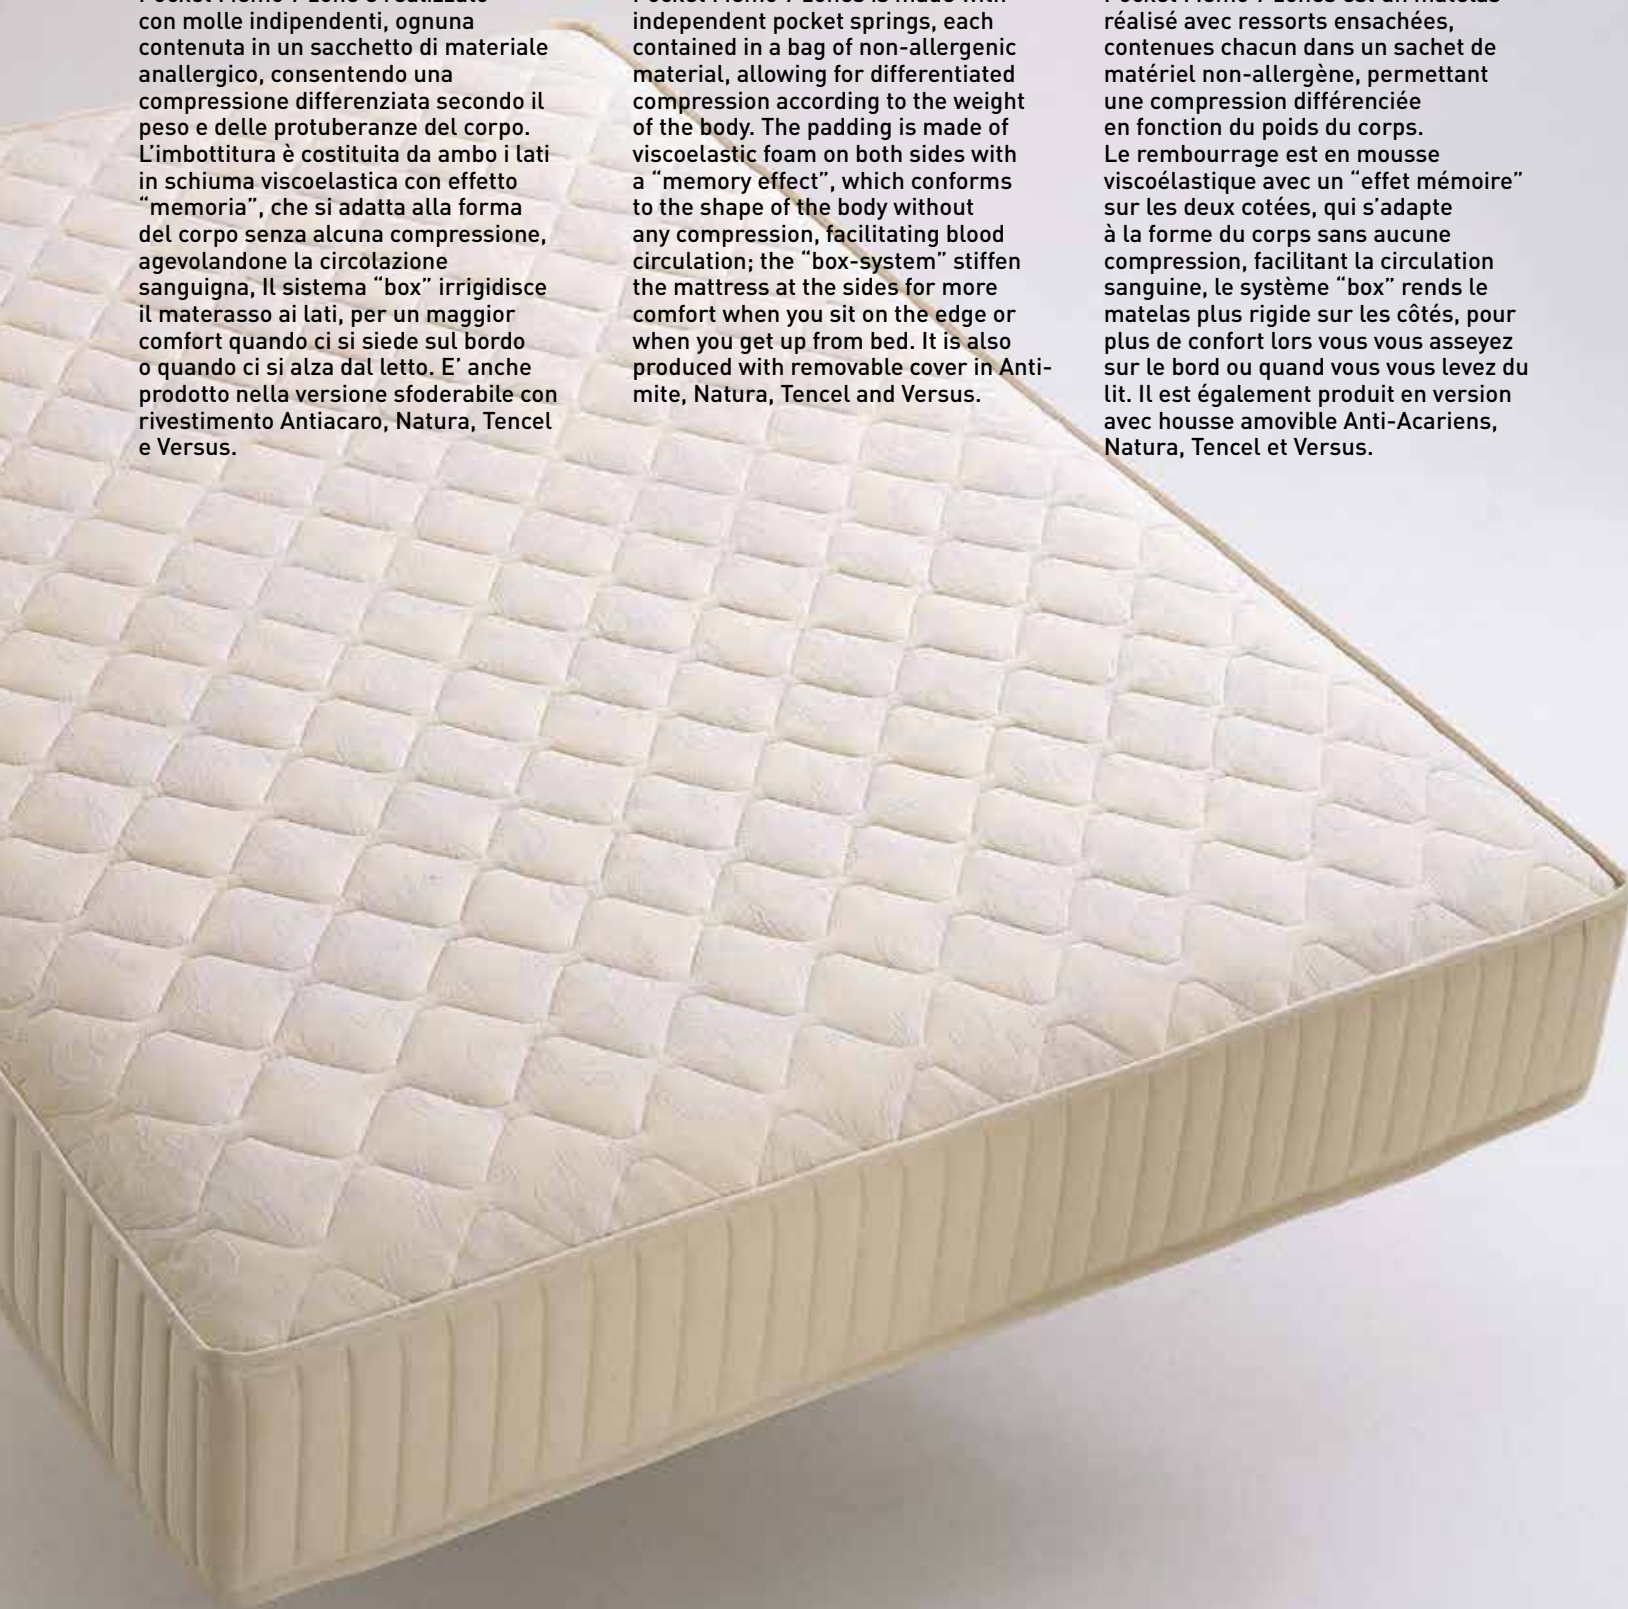 con molle indipendenti, ognuna
contenuta in un sacchetto di materiale
anallergico, consentendo una
compressione differenziata secondo il
peso e delle protuberanze del corpo.
L’imbottitura è costituita da ambo i lati
in schiuma viscoelastica con effetto
“memoria”, che si adatta alla forma
del corpo senza alcuna compressione,
agevolandone la circolazione
sanguigna, Il sistema “box” irrigidisce
il materasso ai lati, per un maggior
comfort quando ci si siede sul bordo
o quando ci si alza dal letto. E’ anche
prodotto nella versione sfoderabile con
rivestimento Antiacaro, Natura, Tencel
e Versus.
independent pocket springs, each
contained in a bag of non-allergenic
material, allowing for differentiated
compression according to the weight
of the body. The padding is made of
viscoelastic foam on both sides with
a “memory effect”, which conforms
to the shape of the body without
any compression, facilitating blood
circulation; the “box-system” stiffen
the mattress at the sides for more
comfort when you sit on the edge or
when you get up from bed. It is also
produced with removable cover in Anti-
mite, Natura, Tencel and Versus.
réalisé avec ressorts ensachées,
contenues chacun dans un sachet de
matériel non-allergène, permettant
une compression différenciée
en fonction du poids du corps.
Le rembourrage est en mousse
viscoélastique avec un “effet mémoire”
sur les deux cotées, qui s’adapte
à la forme du corps sans aucune
compression, facilitant la circulation
sanguine, le système “box” rends le
matelas plus rigide sur les côtés, pour
plus de confort lors vous vous asseyez
sur le bord ou quand vous vous levez du
lit. Il est également produit en version
avec housse amovible Anti-Acariens,
Natura, Tencel et Versus.